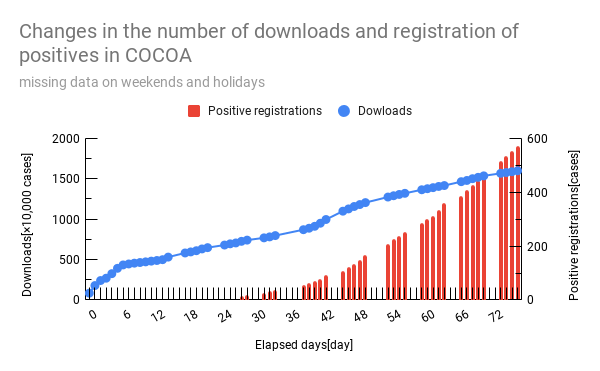 Changes in the number of downloads and registration of
positives in COCOA
missing data on weekends and holidays
Positive registrations
Dowloads
2000
1500
1000
500
0
600
400
200
0
Downloads[×10,000 cases]
Positive registrations[cases]
0 6 12 18 24 30 36 42 48 54 60 66 72
Elapsed days[day]